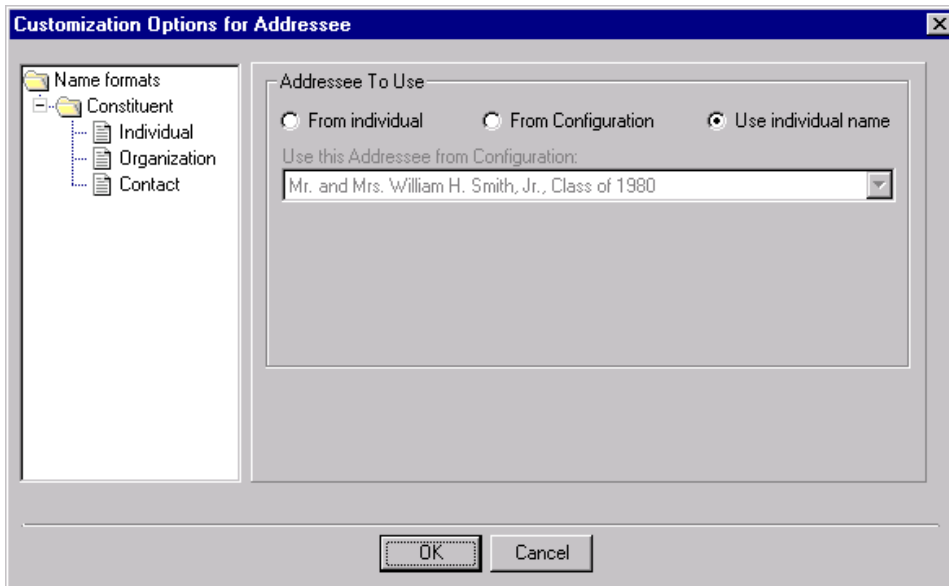 Customization Options for Addressee
Name formats
Constituent
Individual
Organization
Contact
Addressee To Use
From individual
From Configuration
Use individual name
Use this Addressee from Configuration:
Mr. and Mrs. William H. Smith, Jr., Class of 1980
OK
Cancel